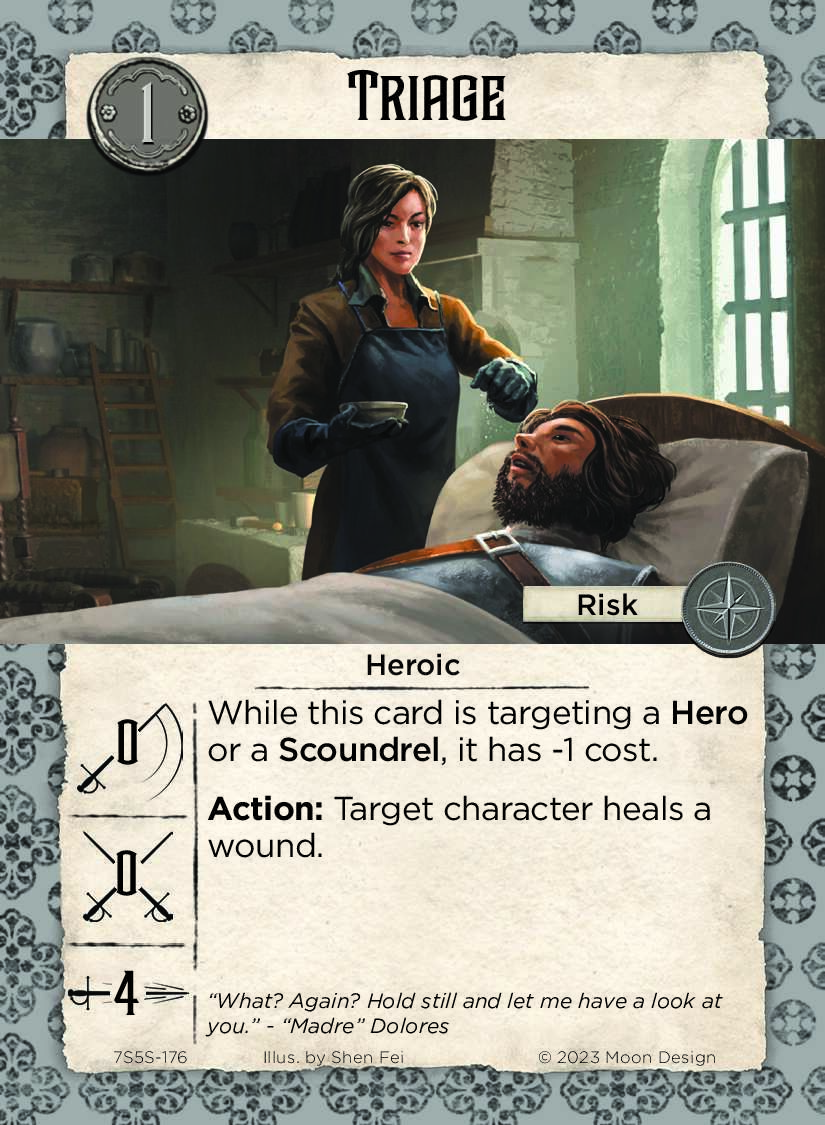 1
Triage
Risk
Heroic
0
While this card is targeting a Hero
or a Scoundrel, it has -1 cost.
Action: Target character heals a
wound.
0
4
“What? Again? Hold still and let me have a look at
you.” - “Madre” Dolores
7S5S-176 Illus. by Shen Fei © 2023 Moon Design